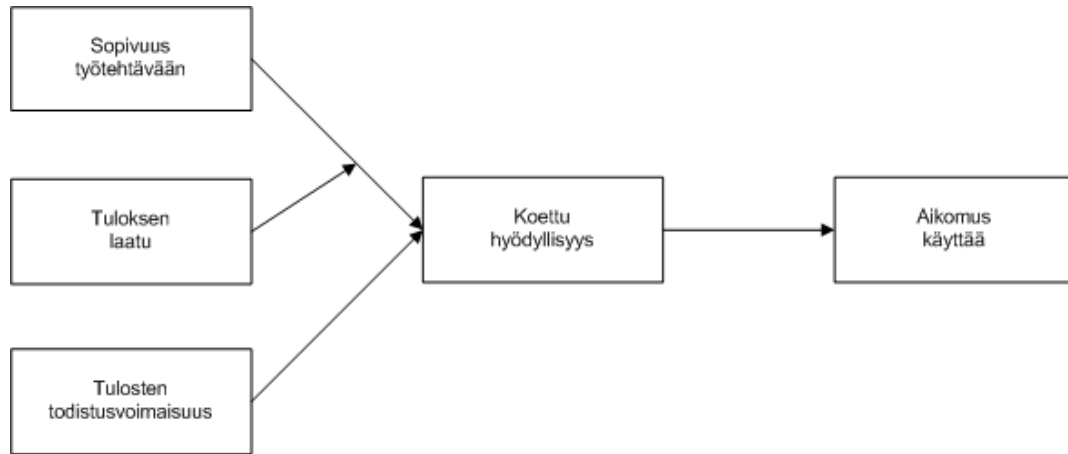 Sopivuus
työtehtävään
Tuloksen
laatu
Tulosten
todistusvoimaisuus
Koettu
hyödyllisyys
Aikomus
käyttää